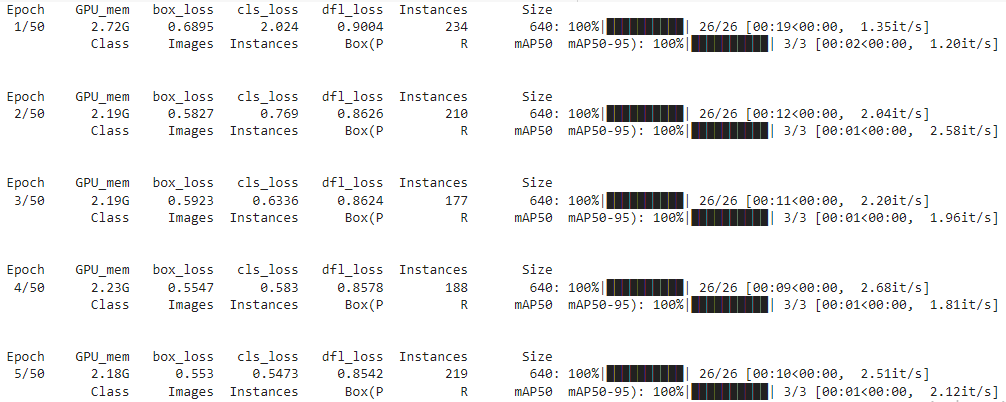 Epoch GPU_mem box_loss cls_loss dfl_loss Instances Size
1/50 2.72G 0.6895 2.024 0.9004 234 640: 100%|██████████| 26/26 [00:19<00:00, 1.35it/s]
Class Images Instances Box(P R mAP50 mAP50-95): 100%|██████████| 3/3 [00:02<00:00, 1.20it/s]
Epoch GPU_mem box_loss cls_loss dfl_loss Instances Size
2/50 2.19G 0.5827 0.769 0.8626 210 640: 100%|██████████| 26/26 [00:12<00:00, 2.04it/s]
Class Images Instances Box(P R mAP50 mAP50-95): 100%|██████████| 3/3 [00:01<00:00, 2.58it/s]
Epoch GPU_mem box_loss cls_loss dfl_loss Instances Size
3/50 2.19G 0.5923 0.6336 0.8624 177 640: 100%|██████████| 26/26 [00:11<00:00, 2.20it/s]
Class Images Instances Box(P R mAP50 mAP50-95): 100%|██████████| 3/3 [00:01<00:00, 1.96it/s]
Epoch GPU_mem box_loss cls_loss dfl_loss Instances Size
4/50 2.23G 0.5547 0.583 0.8578 188 640: 100%|██████████| 26/26 [00:09<00:00, 2.68it/s]
Class Images Instances Box(P R mAP50 mAP50-95): 100%|██████████| 3/3 [00:01<00:00, 1.81it/s]
Epoch GPU_mem box_loss cls_loss dfl_loss Instances Size
5/50 2.18G 0.553 0.5473 0.8542 219 640: 100%|██████████| 26/26 [00:10<00:00, 2.51it/s]
Class Images Instances Box(P R mAP50 mAP50-95): 100%|██████████| 3/3 [00:01<00:00, 2.12it/s]